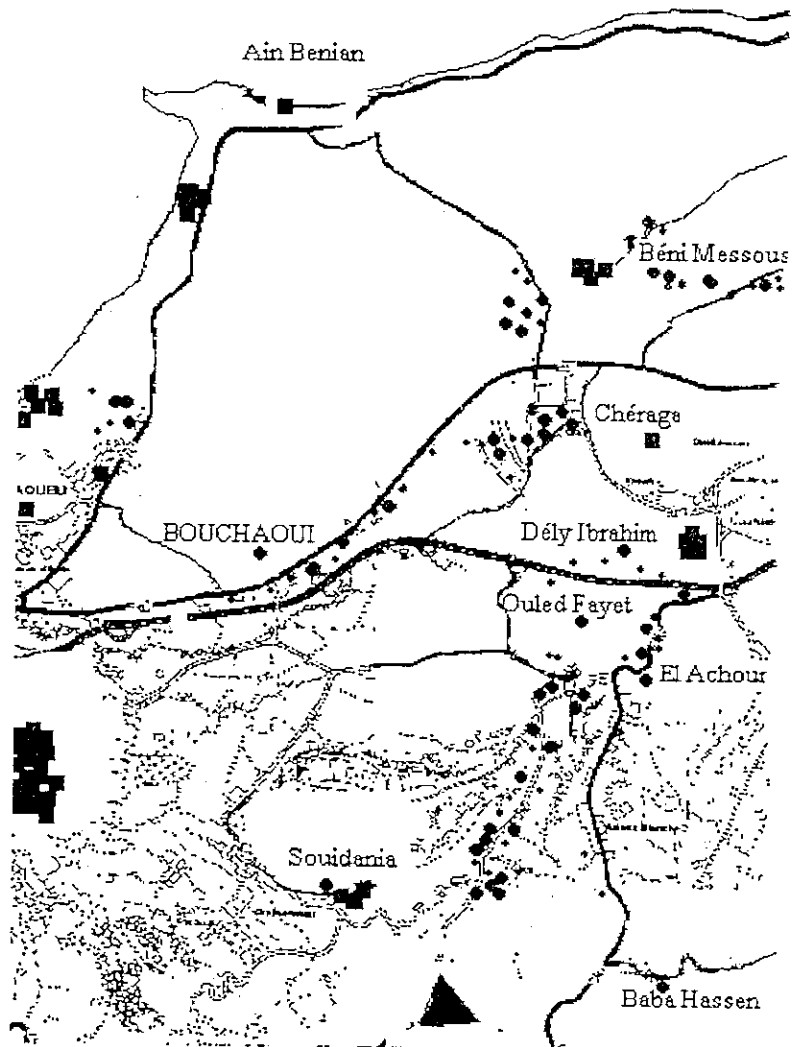 Ain Benian
Béni Messous
Chéraga
BOUCHAOUI
Dély Ibrahim
Ouled Fayet
El Achour
Souidania
Baba Hassen